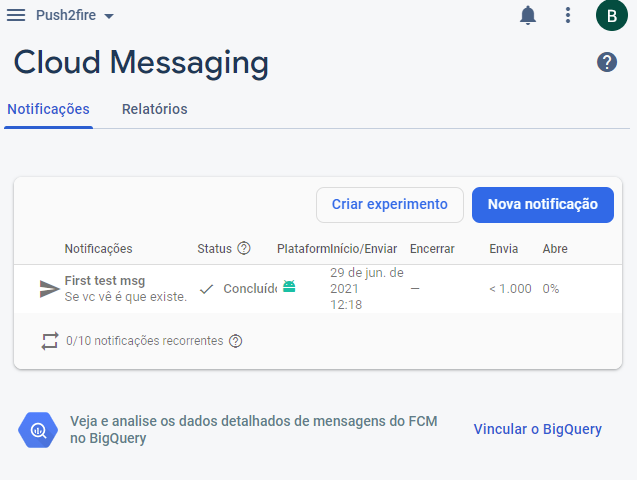 Push2fire
B
Cloud Messaging
Notificações
Relatórios
Criar experimento
Nova notificação
Notificações Status Plataform Início/Enviar Encerrar Envia Abre
First test msg
Se vc vê é que existe.
Concluído
29 de jun. de
2021
12:18
—
< 1.000
0%
0/10 notificações recorrentes
Veja e analise os dados detalhados de mensagens do FCM
no BigQuery
Vincular o BigQuery